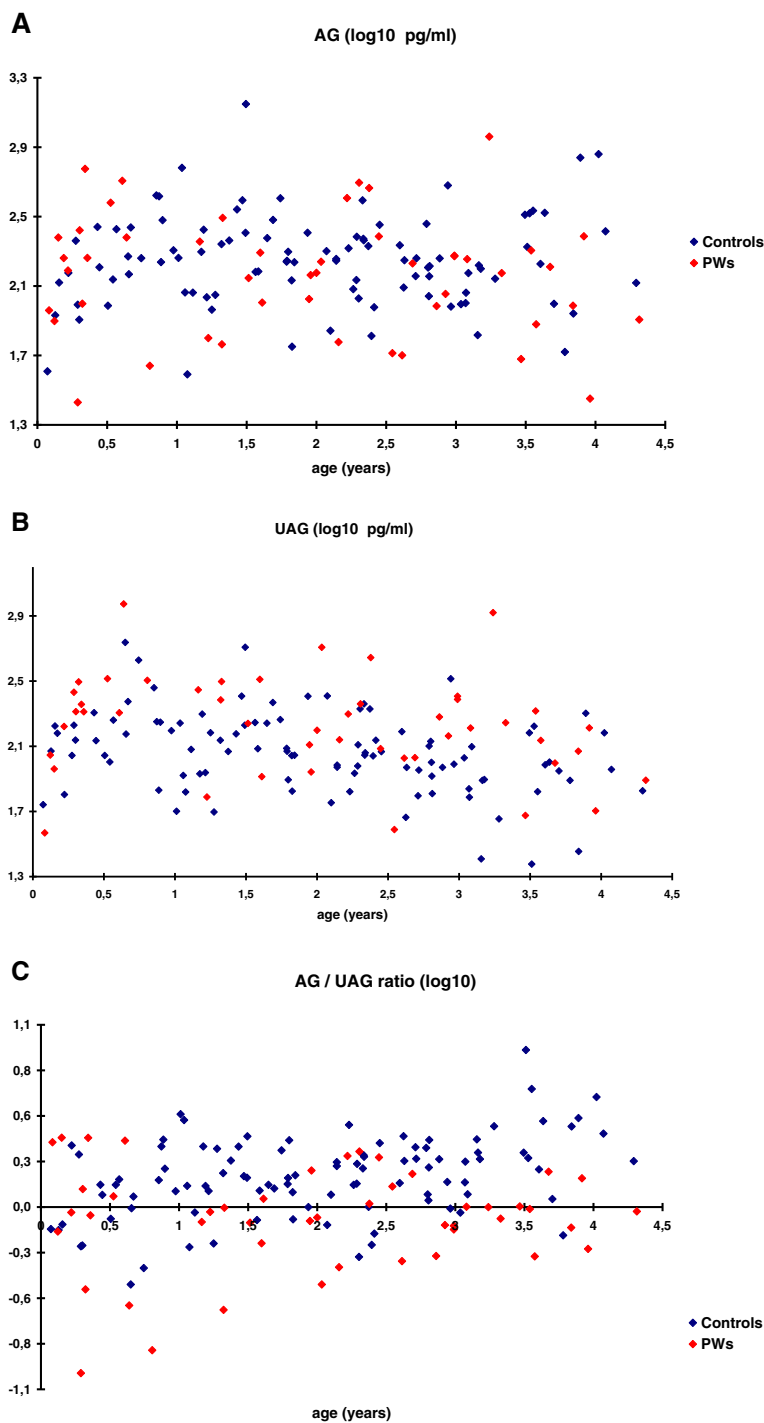 A
AG (log10 pg/ml)
3,3
2,9
2,5
2,1
1,7
1,3
0 0,5 1 1,5 2 2,5 3 3,5 4 4,5
age (years)
Controls
PWs
B
UAG (log10 pg/ml)
2,9
2,5
2,1
1,7
1,3
0 0,5 1 1,5 2 2,5 3 3,5 4 4,5
age (years)
C
AG / UAG ratio (log10)
1,1
0,6
0,3
0,0
0 0,5 1 1,5 2 2,5 3 3,5 4 4,5
-0,3
-0,6
-0,8
-1,1
Controls
PWs
age (years)